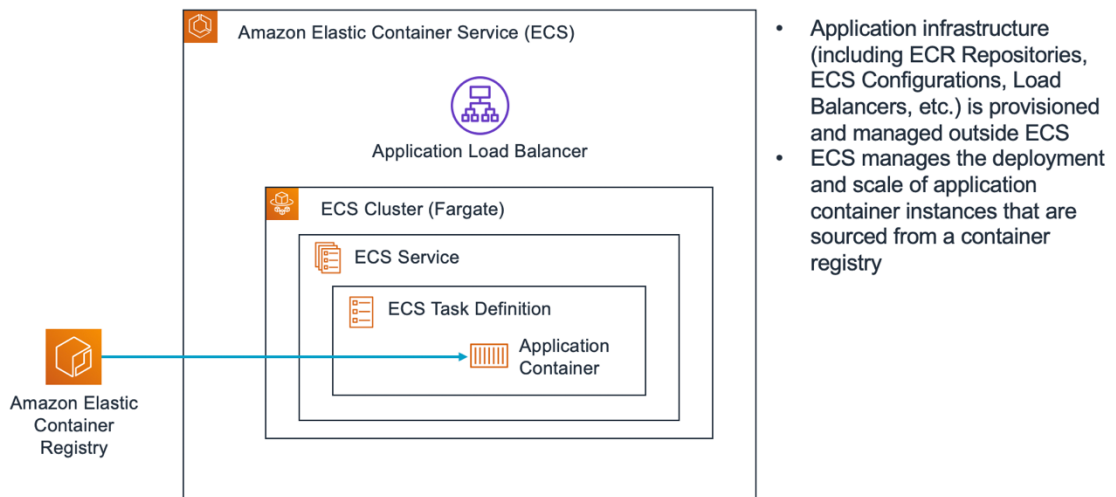 Amazon Elastic Container Service (ECS)
Application Load Balancer
ECS Cluster (Fargate)
ECS Service
ECS Task Definition
Application
Container
Amazon Elastic
Container
Registry
• Application infrastructure
(including ECR Repositories,
ECS Configurations, Load
Balancers, etc.) is provisioned
and managed outside ECS
• ECS manages the deployment
and scale of application
container instances that are
sourced from a container
registry